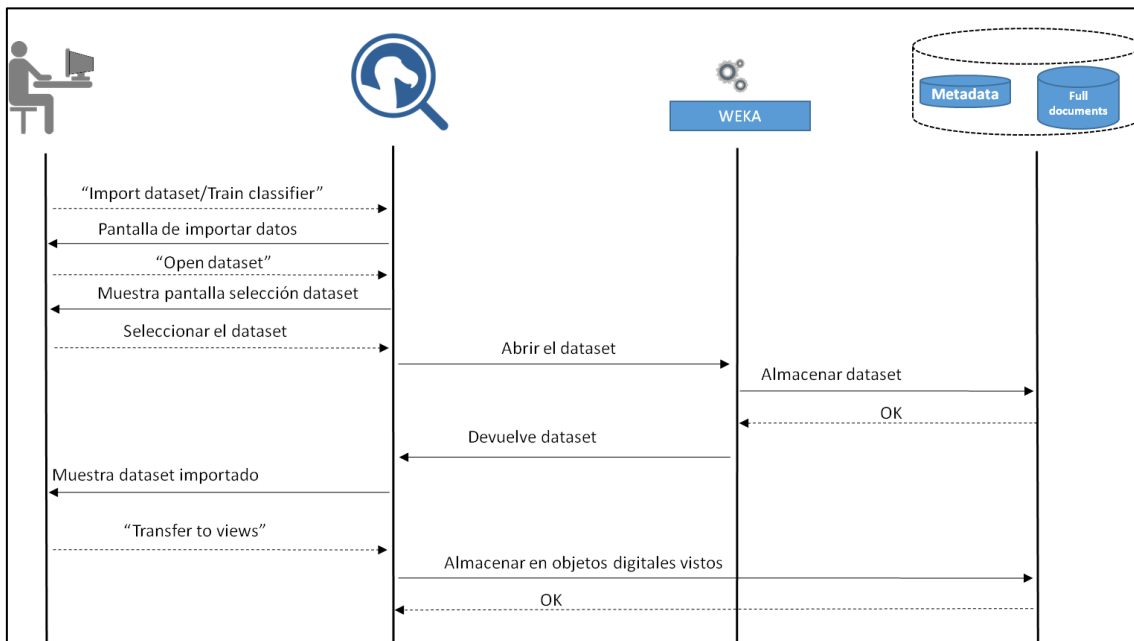 Metadata
Full
documents
WEKA
“Import dataset/Train classifier”
Pantalla de importar datos
“Open dataset”
Muestra pantalla selección dataset
Seleccionar el dataset
Abrir el dataset
Almacenar dataset
OK
Devuelve dataset
Muestra dataset importado
“Transfer to views”
Almacenar en objetos digitales vistos
OK